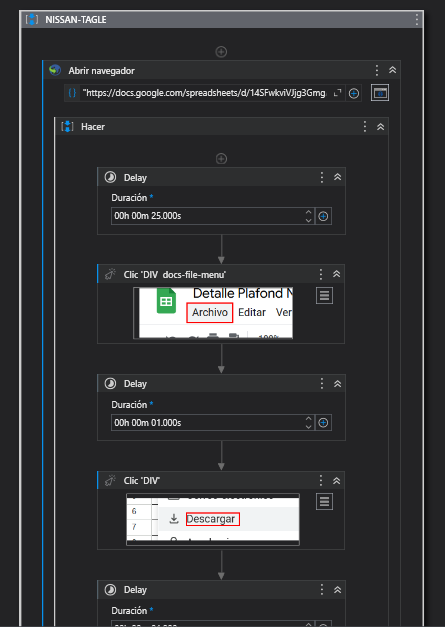 NISSAN-TAGLE
Abrir navegador
"https://docs.google.com/spreadsheets/d/14SFwkviVJjg3Gmg
Hacer
Delay
Duración *
00h 00m 25.000s
Clic 'DIV docs-file-menu'
Detalle Plafond N
Archivo Editar Ver
100%
Delay
Duración *
00h 00m 01.000s
Clic 'DIV'
6
Descargar
7
Delay
Duración *